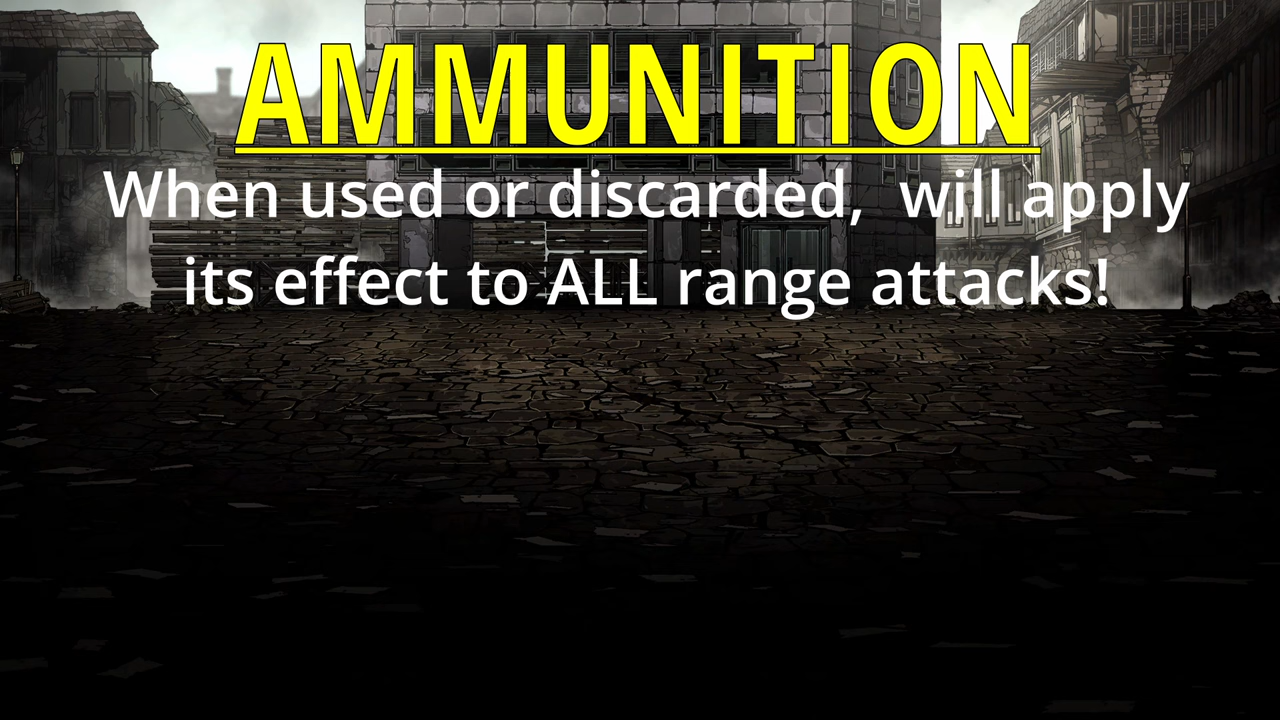 AMMUNITION
When used or discarded,  will apply
its effect to ALL range attacks!